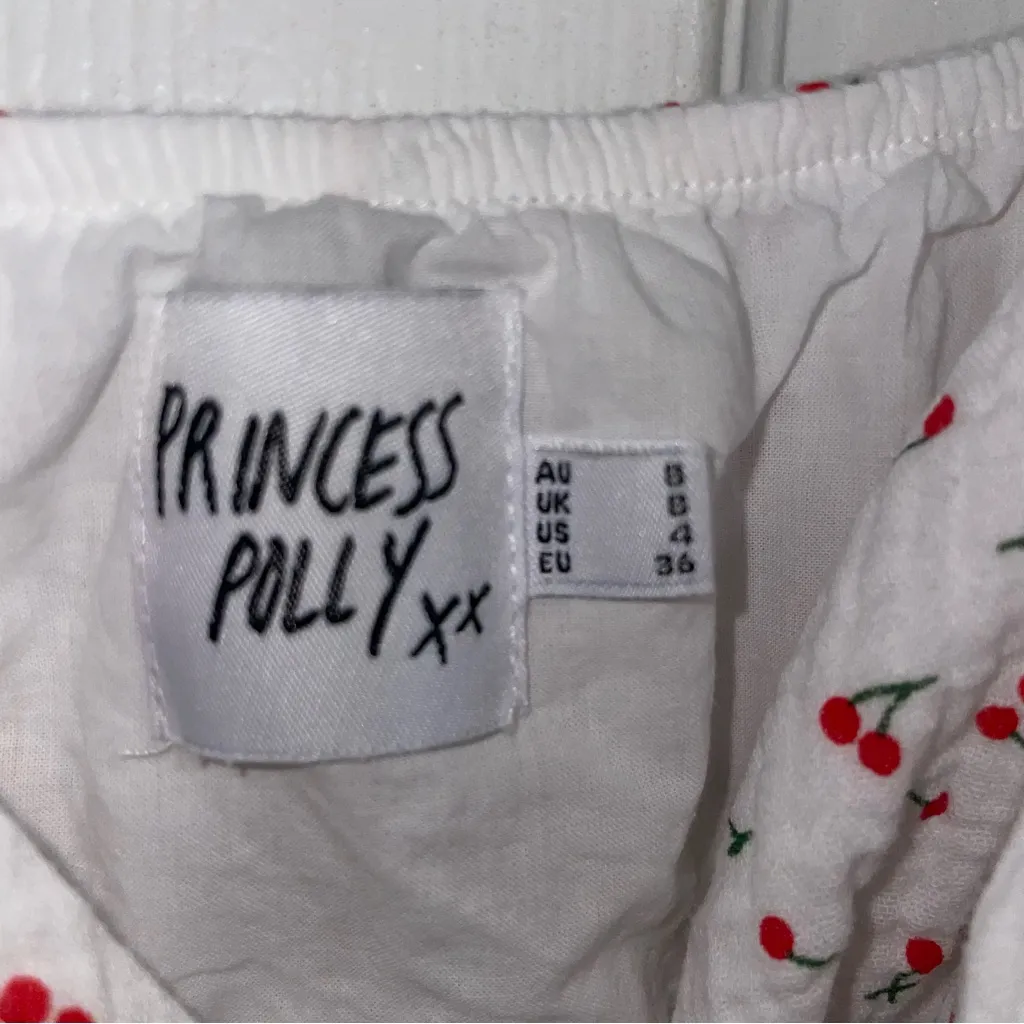 PRINCESS
POLLY xx
AU 8
UK 8
US 4
EU 36